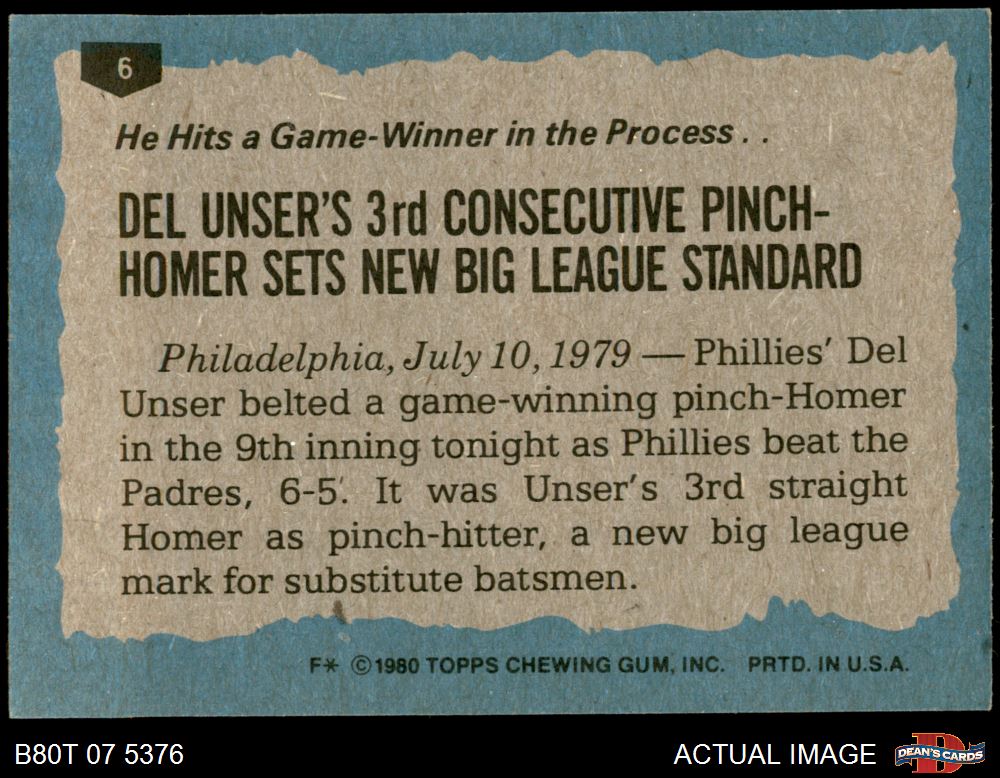 6
He Hits a Game-Winner in the Process . .
DEL UNSER'S 3rd CONSECUTIVE PINCH-
HOMER SETS NEW BIG LEAGUE STANDARD
Philadelphia, July 10, 1979 — Phillies' Del
Unser belted a game-winning pinch-Homer
in the 9th inning tonight as Phillies beat the
Padres, 6-5. It was Unser's 3rd straight
Homer as pinch-hitter, a new big league
mark for substitute batsmen.
F* © 1980 TOPPS CHEWING GUM, INC. PRTD. IN U.S.A.
B80T 07 5376
ACTUAL IMAGE
D
DEAN'S CARDS